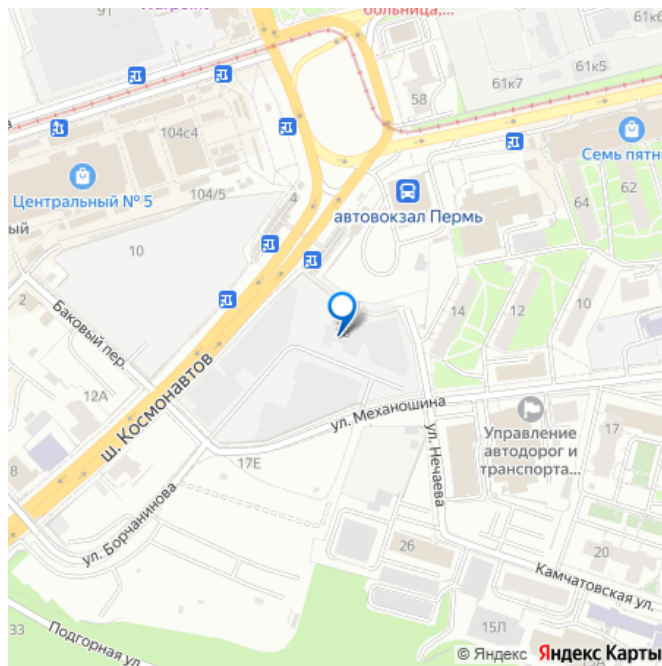 91
больница,...
61к6
61к5
61к7
58
104с4
Семь пятни
Центральный № 5
104/5
4
автовокзал Пермь
62
64
ный
10
2
Баковый пер.
14
12
10
12А
ш. Космонавтов
ул. Механошина
ул. Нечаева
Управление
автодорог и
транспорта...
17
8
17Е
ул. Борчанинова
26
20
Камчатовская ул.
33
Подгорная ул.
15Л
© Яндекс Яндекс Карты